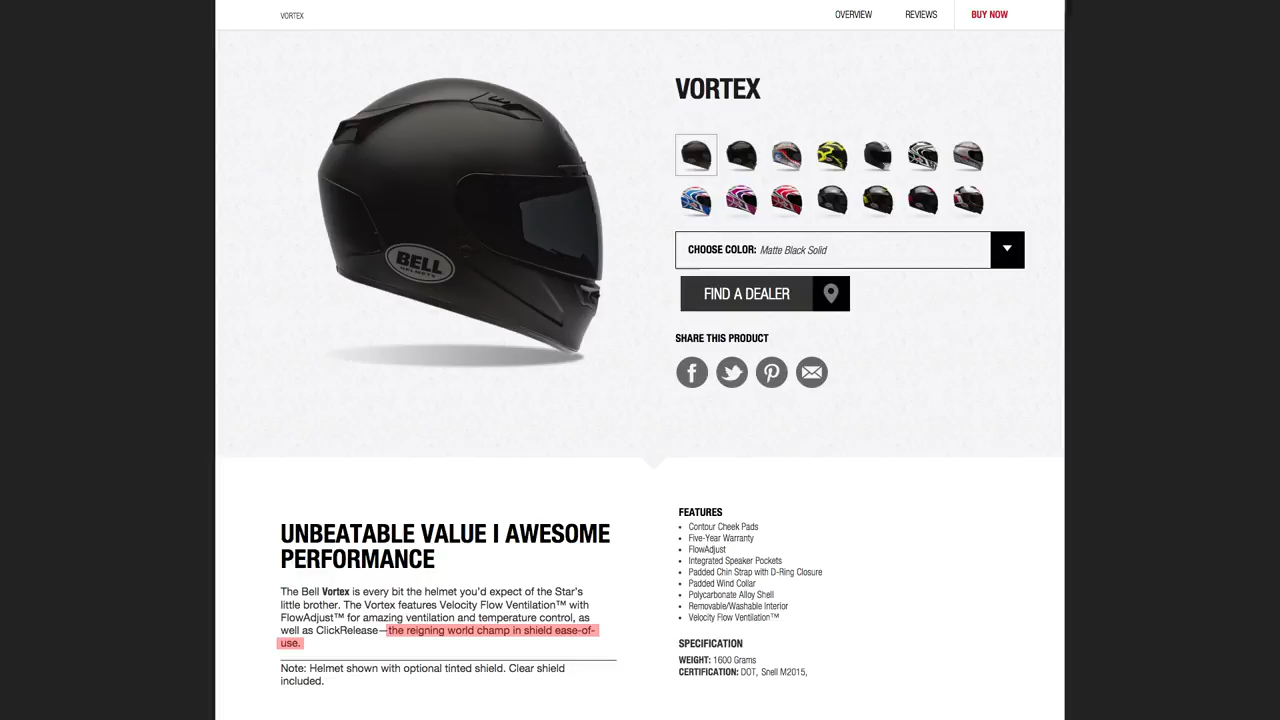 VORTEX
OVERVIEW
REVIEWS
BUY NOW
BELL
HELMETS
VORTEX
CHOOSE COLOR: Matte Black Solid
FIND A DEALER
SHARE THIS PRODUCT
UNBEATABLE VALUE I AWESOME
PERFORMANCE
The Bell Vortex is every bit the helmet you'd expect of the Star's
little brother. The Vortex features Velocity Flow Ventilation™ with
FlowAdjust™ for amazing ventilation and temperature control, as
well as ClickRelease—the reigning world champ in shield ease-of-
use.
Note: Helmet shown with optional tinted shield. Clear shield
included.
FEATURES
• Contour Cheek Pads
• Five-Year Warranty
• FlowAdjust
• Integrated Speaker Pockets
• Padded Chin Strap with D-Ring Closure
• Padded Wind Collar
• Polycarbonate Alloy Shell
• Removable/Washable Interior
• Velocity Flow Ventilation™
SPECIFICATION
WEIGHT: 1600 Grams
CERTIFICATION: DOT, Snell M2015,